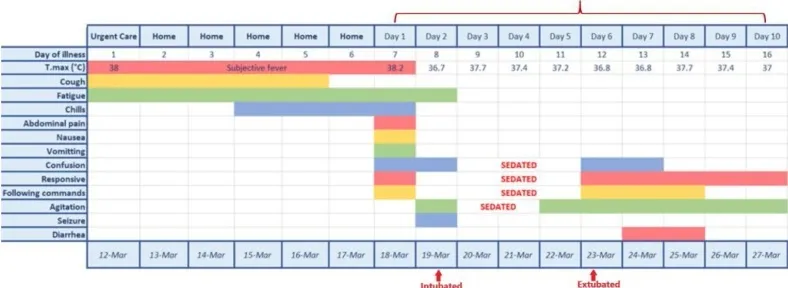 Urgent Care Home Home Home Home Home Day 1 Day 2 Day 3 Day 4 Day 5 Day 6 Day 7 Day 8 Day 9 Day 10
Day of illness 1 2 3 4 5 6 7 8 9 10 11 12 13 14 15 16
T.max (°C) 38 Subjective fever 38.2 36.7 37.7 37.4 37.2 36.8 36.8 37.7 37.4 37
Cough
Fatigue
Chills
Abdominal pain
Nausea
Vomitting
Confusion SEDATED
Responsive SEDATED
Following commands SEDATED
Agitation SEDATED
Seizure
Diarrhea
12-Mar 13-Mar 14-Mar 15-Mar 16-Mar 17-Mar 18-Mar 19-Mar 20-Mar 21-Mar 22-Mar 23-Mar 24-Mar 25-Mar 26-Mar 27-Mar
Intubated Extubated